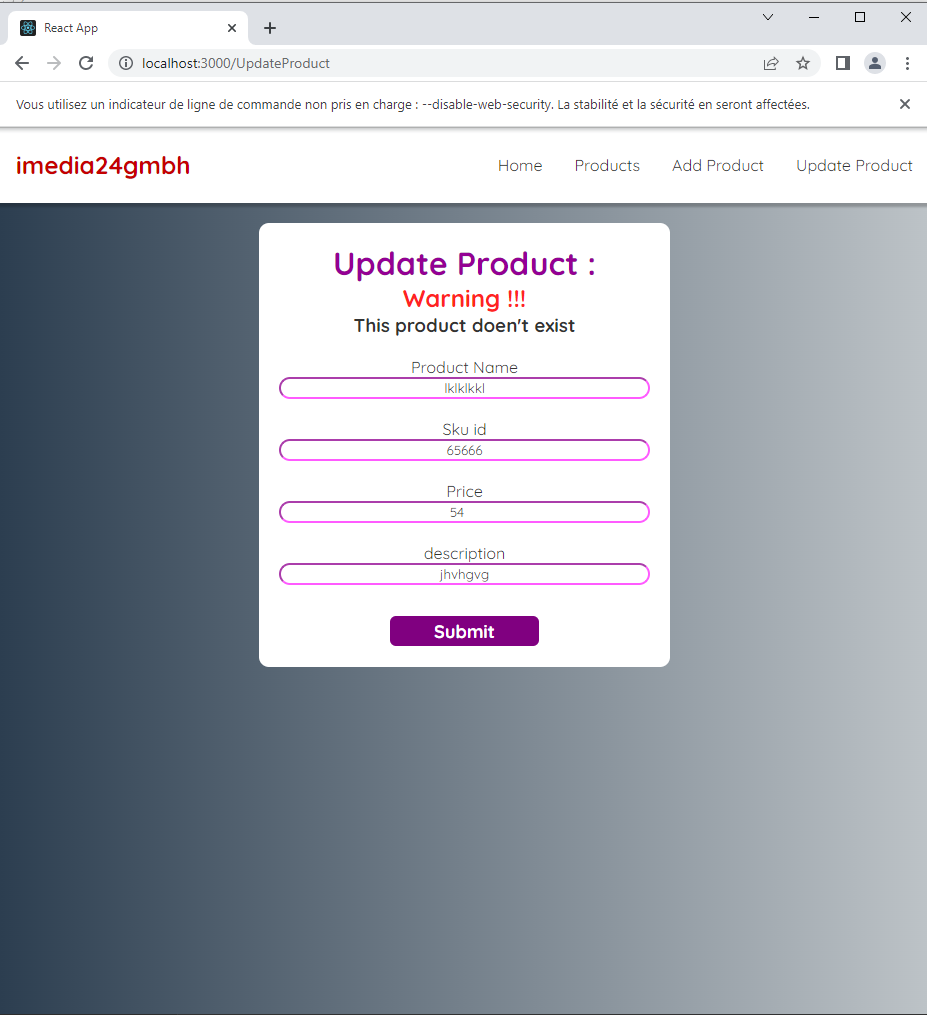 React App
localhost:3000/UpdateProduct
Vous utilisez un indicateur de ligne de commande non pris en charge : --disable-web-security. La stabilité et la sécurité en seront affectées.
imedia24gmbh
Home Products Add Product Update Product
Update Product :
Warning !!!
This product doen't exist
Product Name
lklklkkl
Sku id
65666
Price
54
description
jhvhgvg
Submit